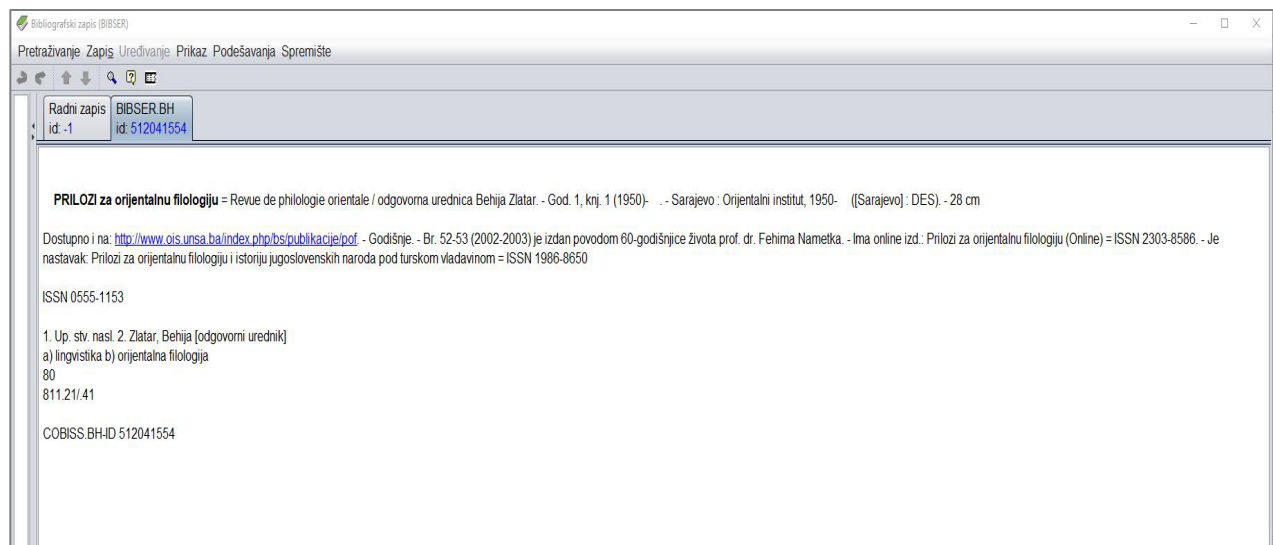 Bibliografski zapis (BIBSER)
Pretraživanje Zapis Uređivanje Prikaz Podešavanja Spremište
Radni zapis BIBSER.BH
id: -1 id: 512041554
PRILOZI za orijentalnu filologiju = Revue de philologie orientale / odgovorna urednica Behija Zlatar. - God. 1, knj. 1 (1950)- . - Sarajevo : Orijentalni institut, 1950- ([Sarajevo] : DES). - 28 cm
Dostupno i na: http://www.ois.unsa.ba/index.php/bs/publikacije/pof. - Godišnje. - Br. 52-53 (2002-2003) je izdan povodom 60-godišnjice života prof. dr. Fehima Nametka. - Ima online izd.: Prilozi za orijentalnu filologiju (Online) = ISSN 2303-8586. - Je
nastavak: Prilozi za orijentalnu filologiju i istoriju jugoslovenskih naroda pod turskom vladavinom = ISSN 1986-8650
ISSN 0555-1153
1. Up. stv. nasl. 2. Zlatar, Behija [odgovorni urednik]
a) lingvistika b) orijentalna filologija
80
811.21/.41
COBISS.BH-ID 512041554